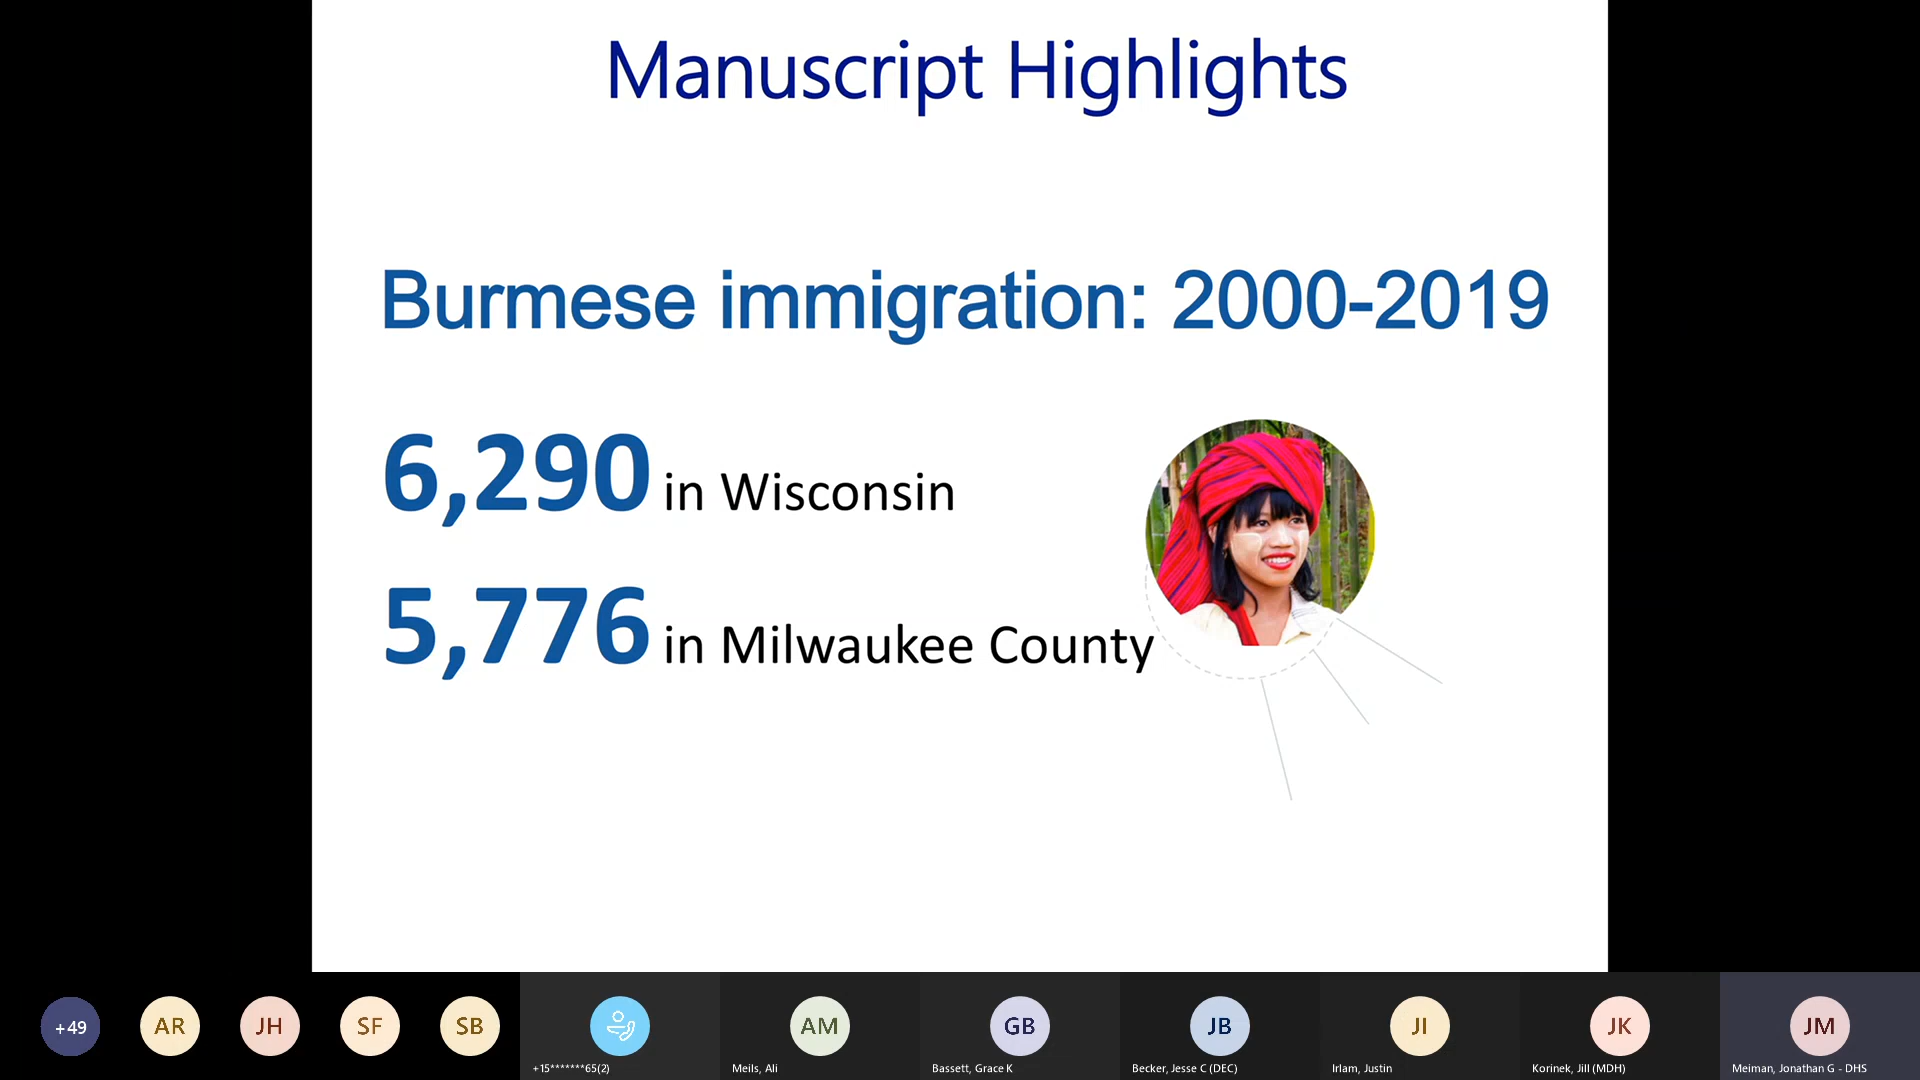 Manuscript Highlights
Burmese immigration: 2000-2019
6,290 in Wisconsin
5,776 in Milwaukee County
+49
AR
JH
SF
SB
AM
GB
JB
JI
JK
JM
+15*******65(2)
Meils, Ali
Bassett, Grace K
Becker, Jesse C (DEC)
Irlam, Justin
Korinek, Jill (MDH)
Meiman, Jonathan G - DHS